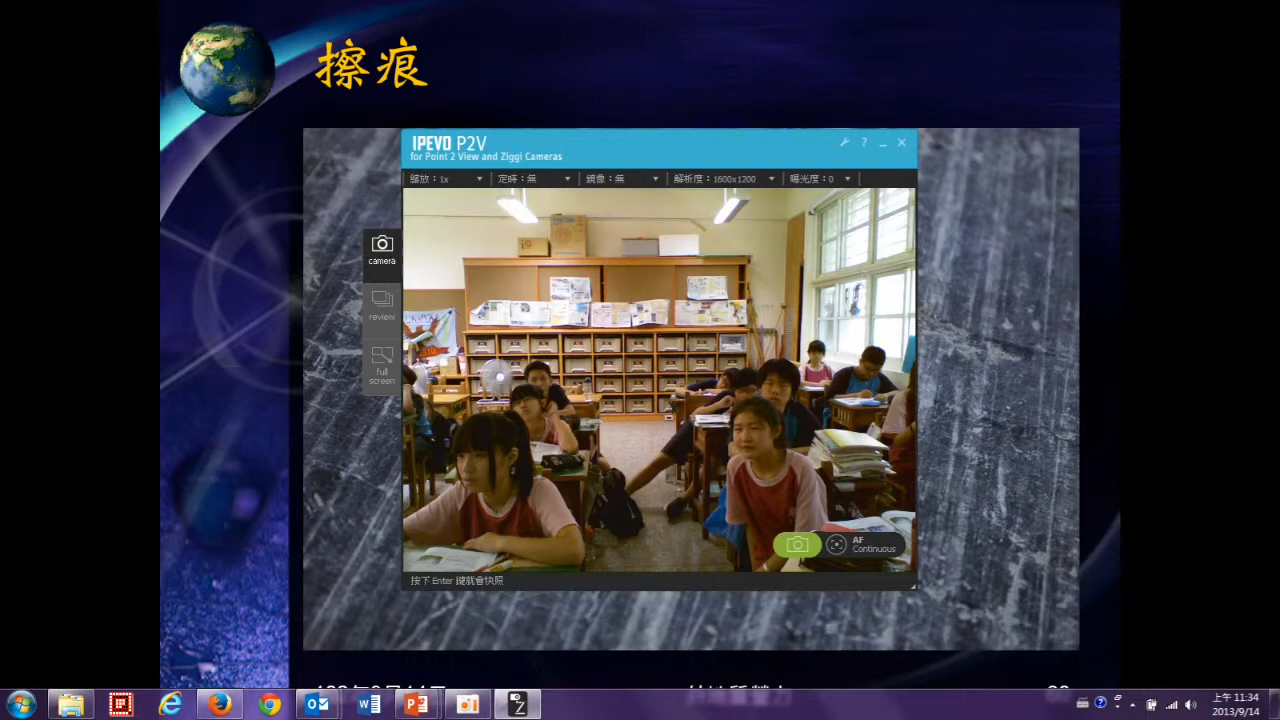 擦痕
IPEVO P2V
for Point 2 View and Ziggi Cameras
縮放：1x 定時：無 鏡像：無 解析度：1600x1200 曝光度：0
camera
review
full
screen
AF
Continuous
按下 Enter 鍵就會快照
上午 11:34
2013/9/14